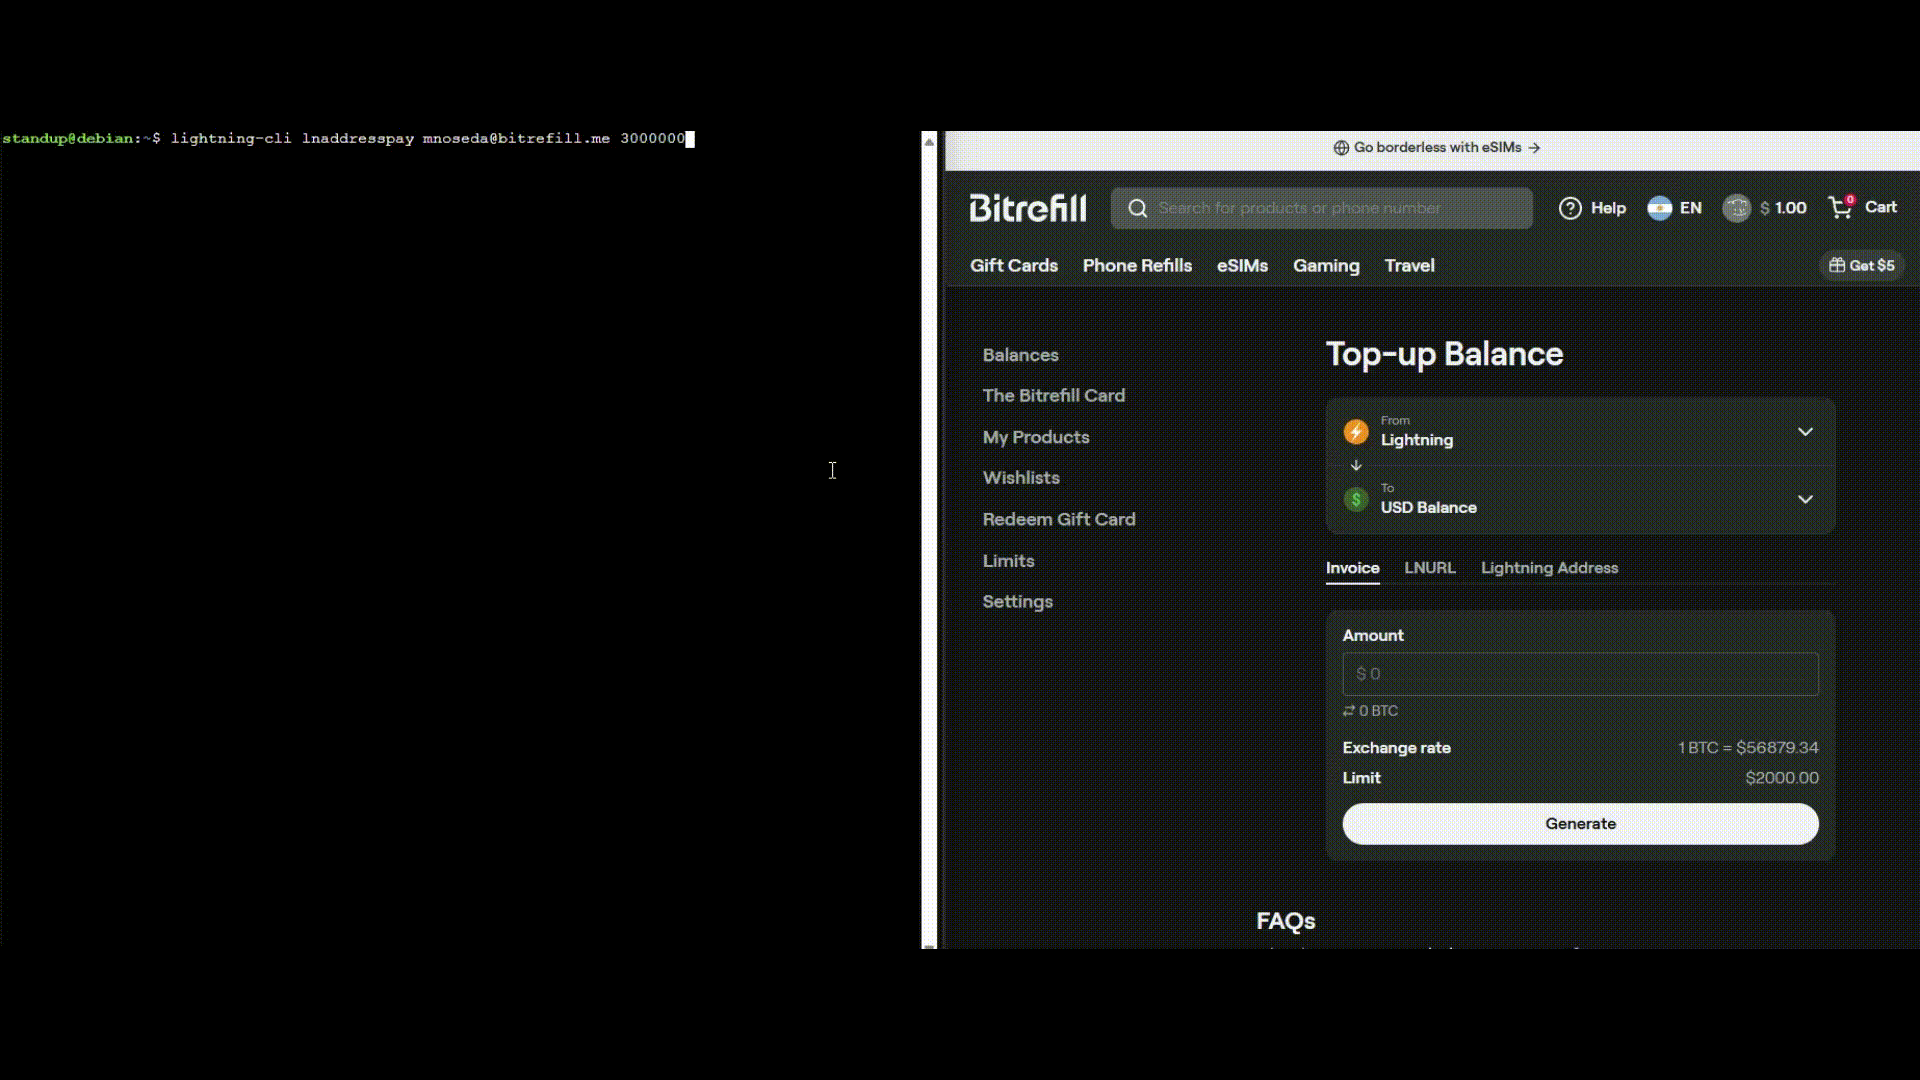 standup@debian:~$ lightning-cli lnaddresspay mnoseda@bitrefill.me 3000000
Go borderless with eSIMs →
Bitrefill
Search for products or phone number
Help
EN
$ 1.00
0
Cart
Gift Cards
Phone Refills
eSIMs
Gaming
Travel
Get $5
Balances
The Bitrefill Card
My Products
Wishlists
Redeem Gift Card
Limits
Settings
Top-up Balance
From
Lightning
To
USD Balance
Invoice
LNURL
Lightning Address
Amount
$ 0
0 BTC
Exchange rate
1 BTC = $56879.34
Limit
$2000.00
Generate
FAQs